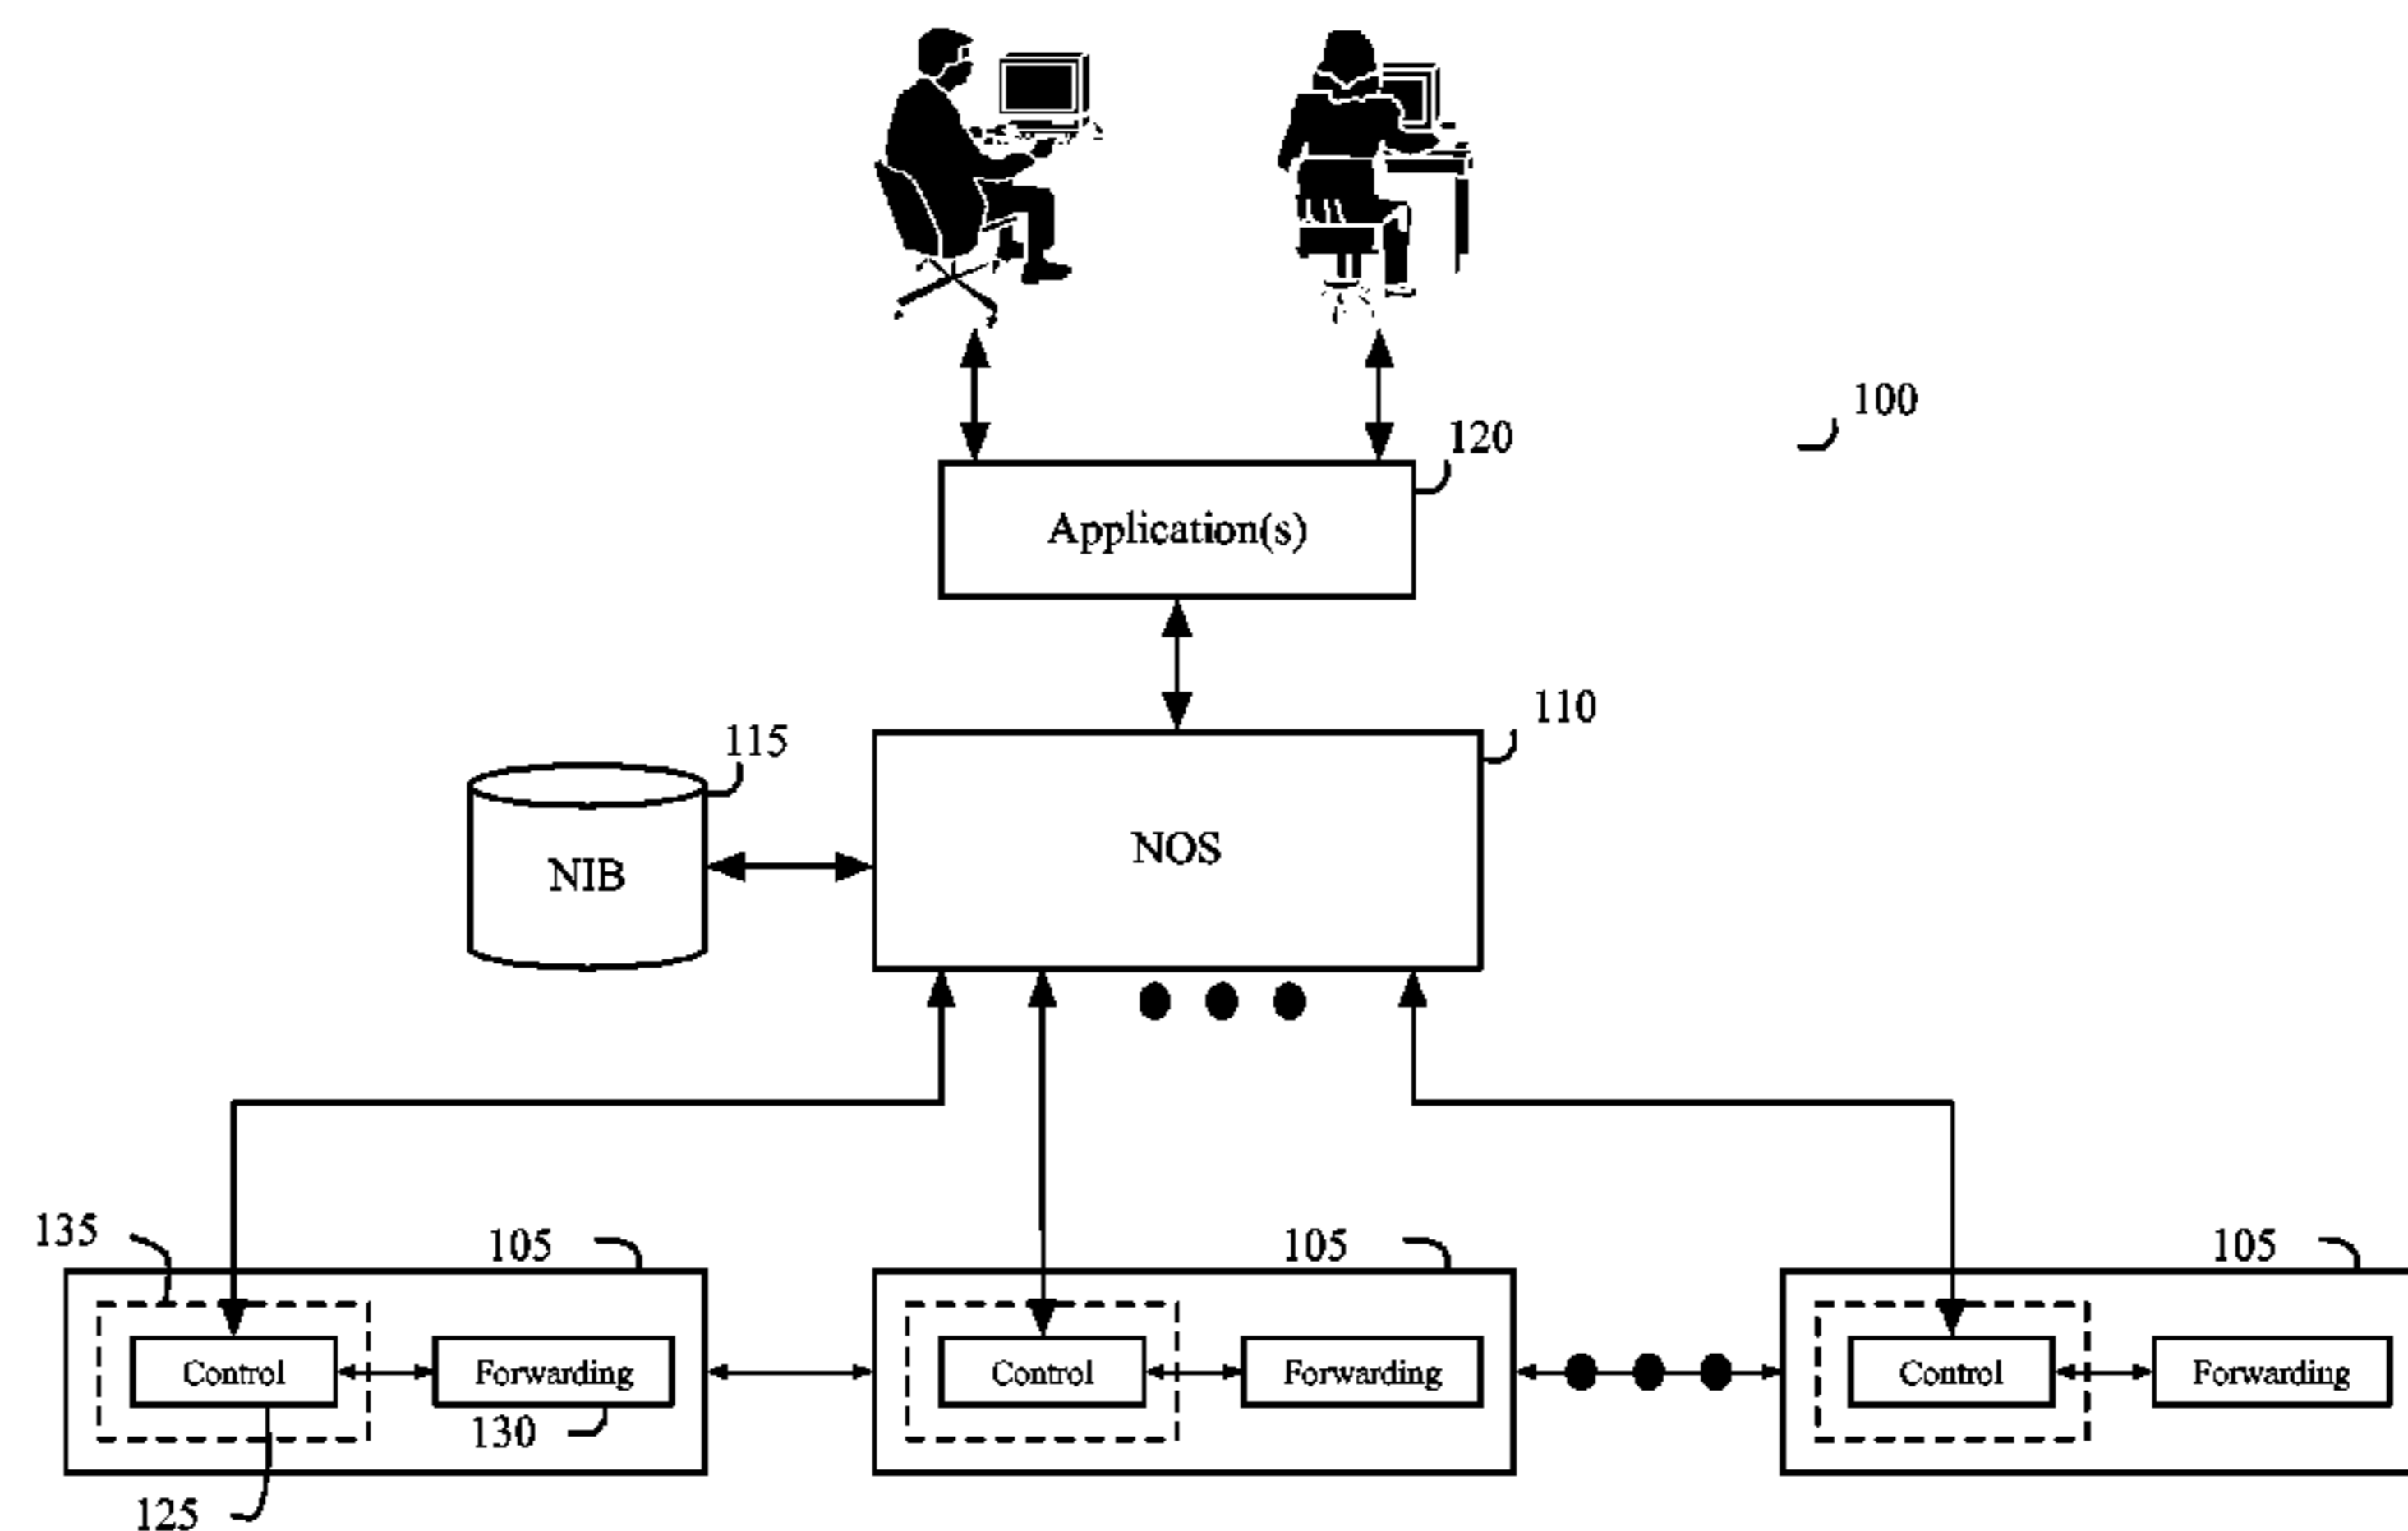 100
120
Application(s)
110
115
NOS
NIB
135
105
105
105
Control
Forwarding
Control
Forwarding
Control
Forwarding
130
125